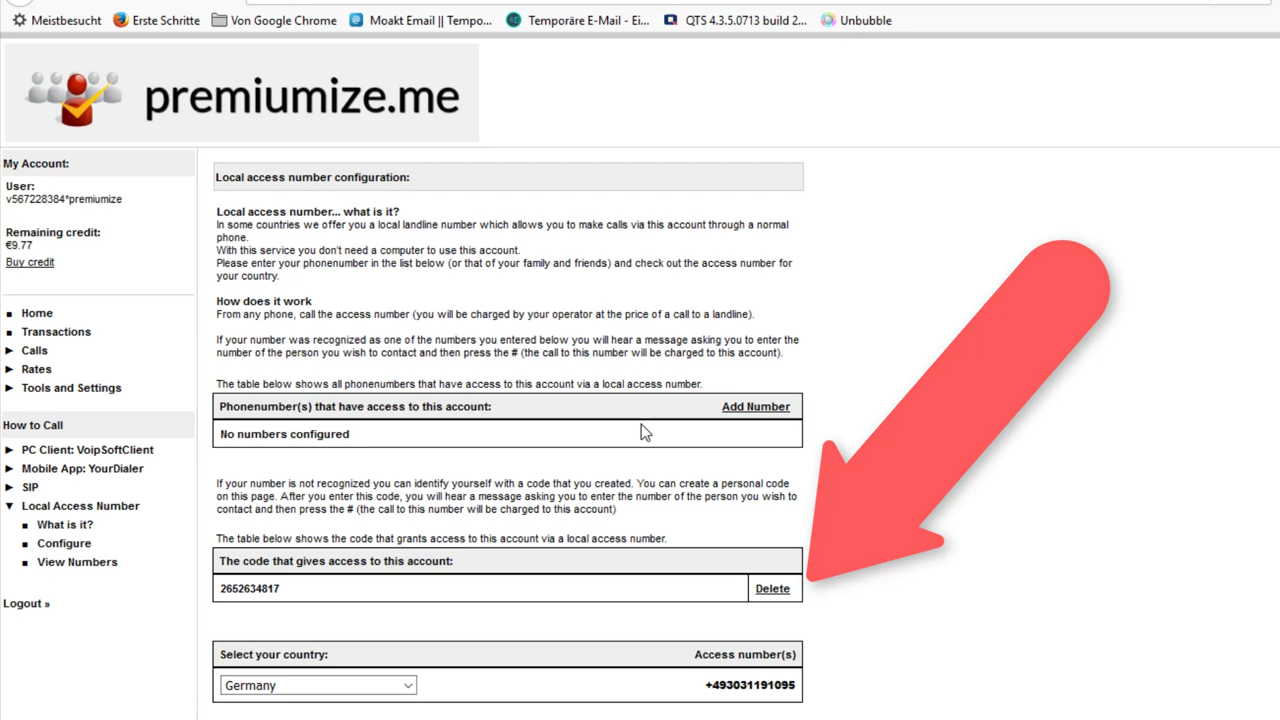 Meistbesucht Erste Schritte Von Google Chrome Moakt Email || Tempo... Temporäre E-Mail - Ei... QTS 4.3.5.0713 build 2... Unbubble
premiumize.me
My Account:
User:
v567228384*premiumize
Remaining credit:
€9.77
Buy credit
Home
Transactions
Calls
Rates
Tools and Settings
How to Call
PC Client: VoipSoftClient
Mobile App: YourDialer
SIP
Local Access Number
What is it?
Configure
View Numbers
Logout »
Local access number configuration:
Local access number... what is it?
In some countries we offer you a local landline number which allows you to make calls via this account through a normal
phone.
With this service you don't need a computer to use this account.
Please enter your phonenumber in the list below (or that of your family and friends) and check out the access number for
your country.
How does it work
From any phone, call the access number (you will be charged by your operator at the price of a call to a landline).
If your number was recognized as one of the numbers you entered below you will hear a message asking you to enter the
number of the person you wish to contact and then press the # (the call to this number will be charged to this account).
The table below shows all phonenumbers that have access to this account via a local access number.
Phonenumber(s) that have access to this account: Add Number
No numbers configured
If your number is not recognized you can identify yourself with a code that you created. You can create a personal code
on this page. After you enter this code, you will hear a message asking you to enter the number of the person you wish to
contact and then press the # (the call to this number will be charged to this account)
The table below shows the code that grants access to this account via a local access number.
The code that gives access to this account:
2652634817 Delete
Select your country: Access number(s)
Germany +493031191095